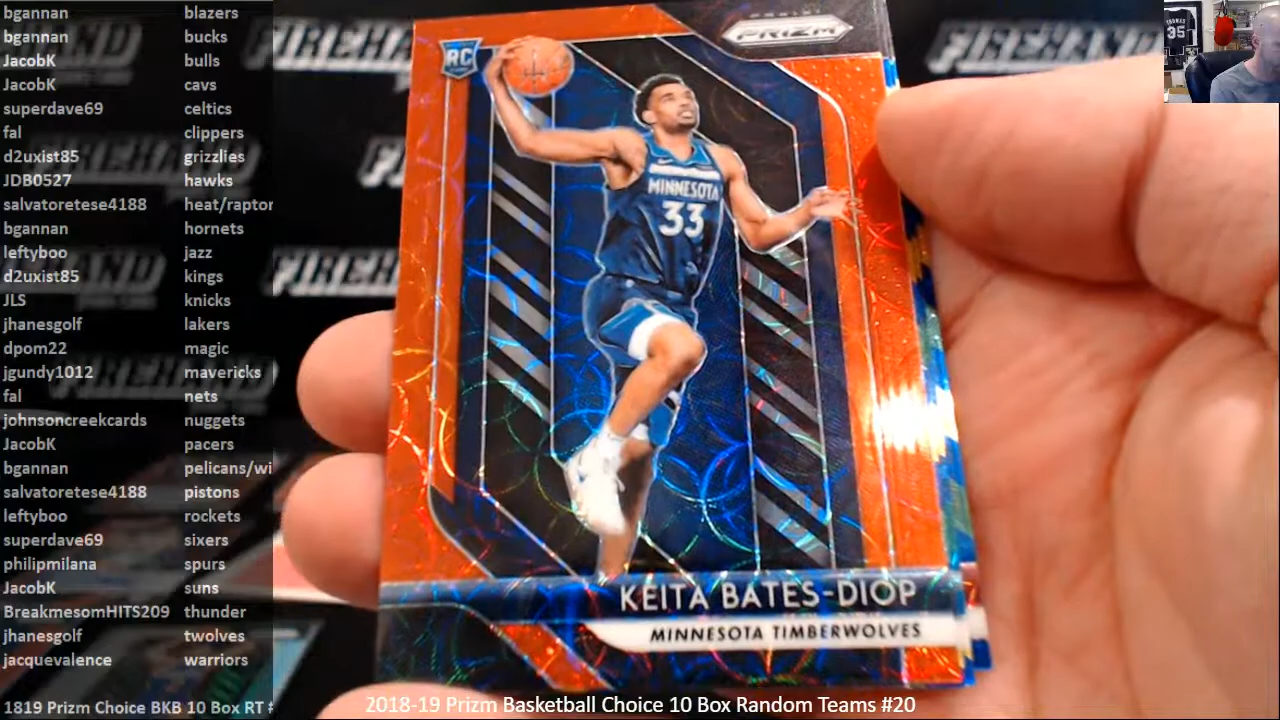 bgannan blazers
bgannan bucks
JacobK bulls
JacobK cavs
superdave69 celtics
fal clippers
d2uxist85 grizzlies
JDB0527 hawks
salvatoretese4188 heat/raptor
bgannan hornets
leftyboo jazz
d2uxist85 kings
JLS knicks
jhanesgolf lakers
dpom22 magic
jgundy1012 mavericks
fal nets
johnsoncreekcards nuggets
JacobK pacers
bgannan pelicans/wi
salvatoretese4188 pistons
leftyboo rockets
superdave69 sixers
philipmilana spurs
JacobK suns
BreakmesomHITS209 thunder
jhanesgolf twolves
jacquevalence warriors
1819 Prizm Choice BKB 10 Box RT #
PANINI
PRIZM
RC
MINNESOTA
33
KEITA BATES-DIOP
MINNESOTA TIMBERWOLVES
2018-19 Prizm Basketball Choice 10 Box Random Teams #20
THOMAS
35